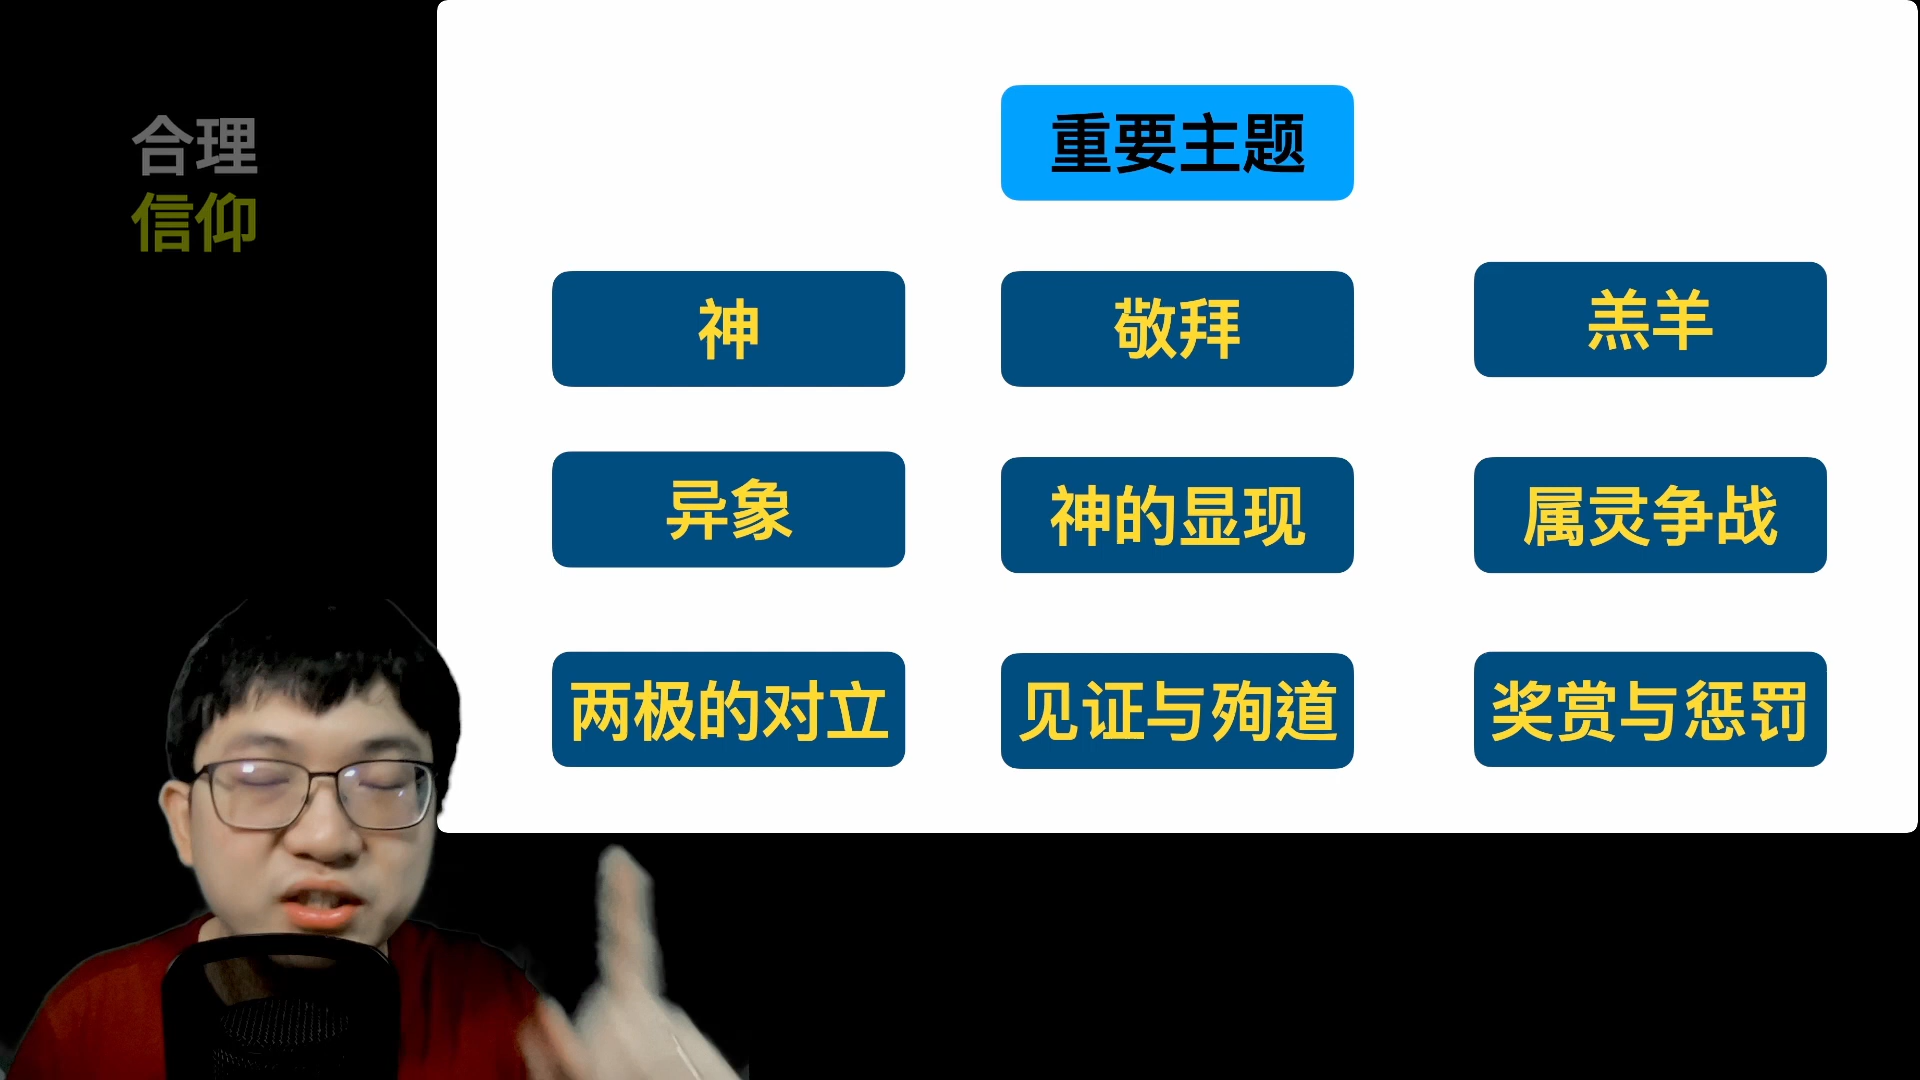 合理
信仰
重要主题
神
敬拜
羔羊
异象
神的显现
属灵争战
两极的对立
见证与殉道
奖赏与惩罚